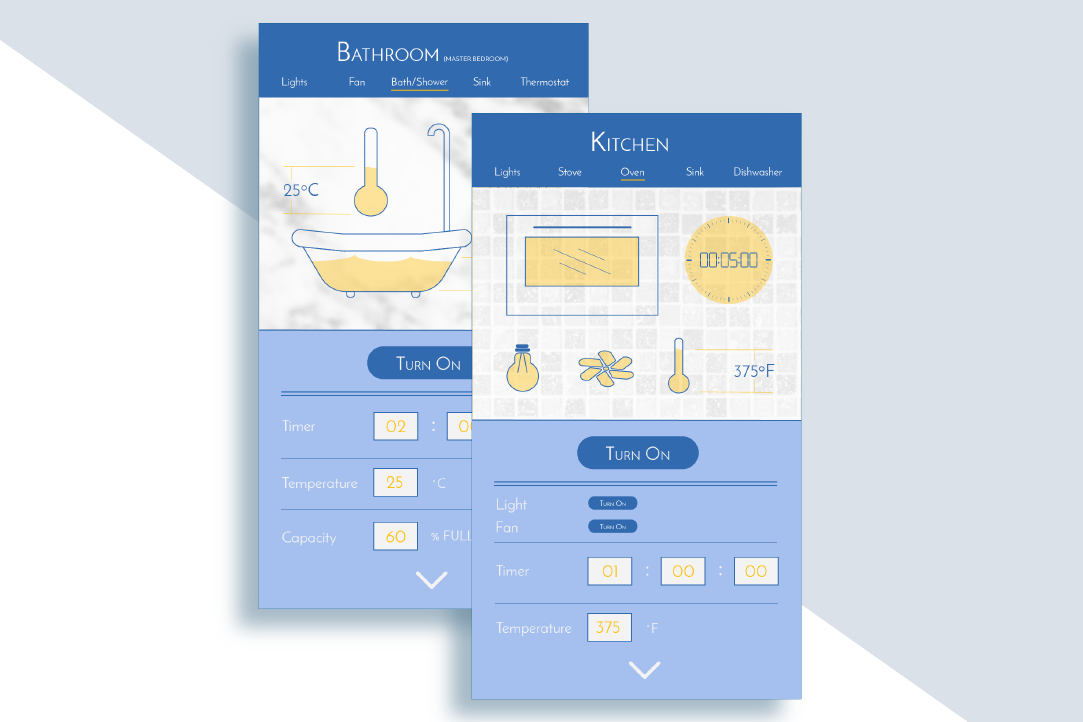 BATHROOM (MASTER BEDROOM)
Lights Fan Bath/Shower Sink Thermostat
25°C
TURN ON
Timer 02 :
Temperature 25 °C
Capacity 60 % FULL
KITCHEN
Lights Stove Oven Sink Dishwasher
00:05:00
375°F
TURN ON
Light TURN ON
Fan TURN ON
Timer 01 : 00 : 00
Temperature 375 °F